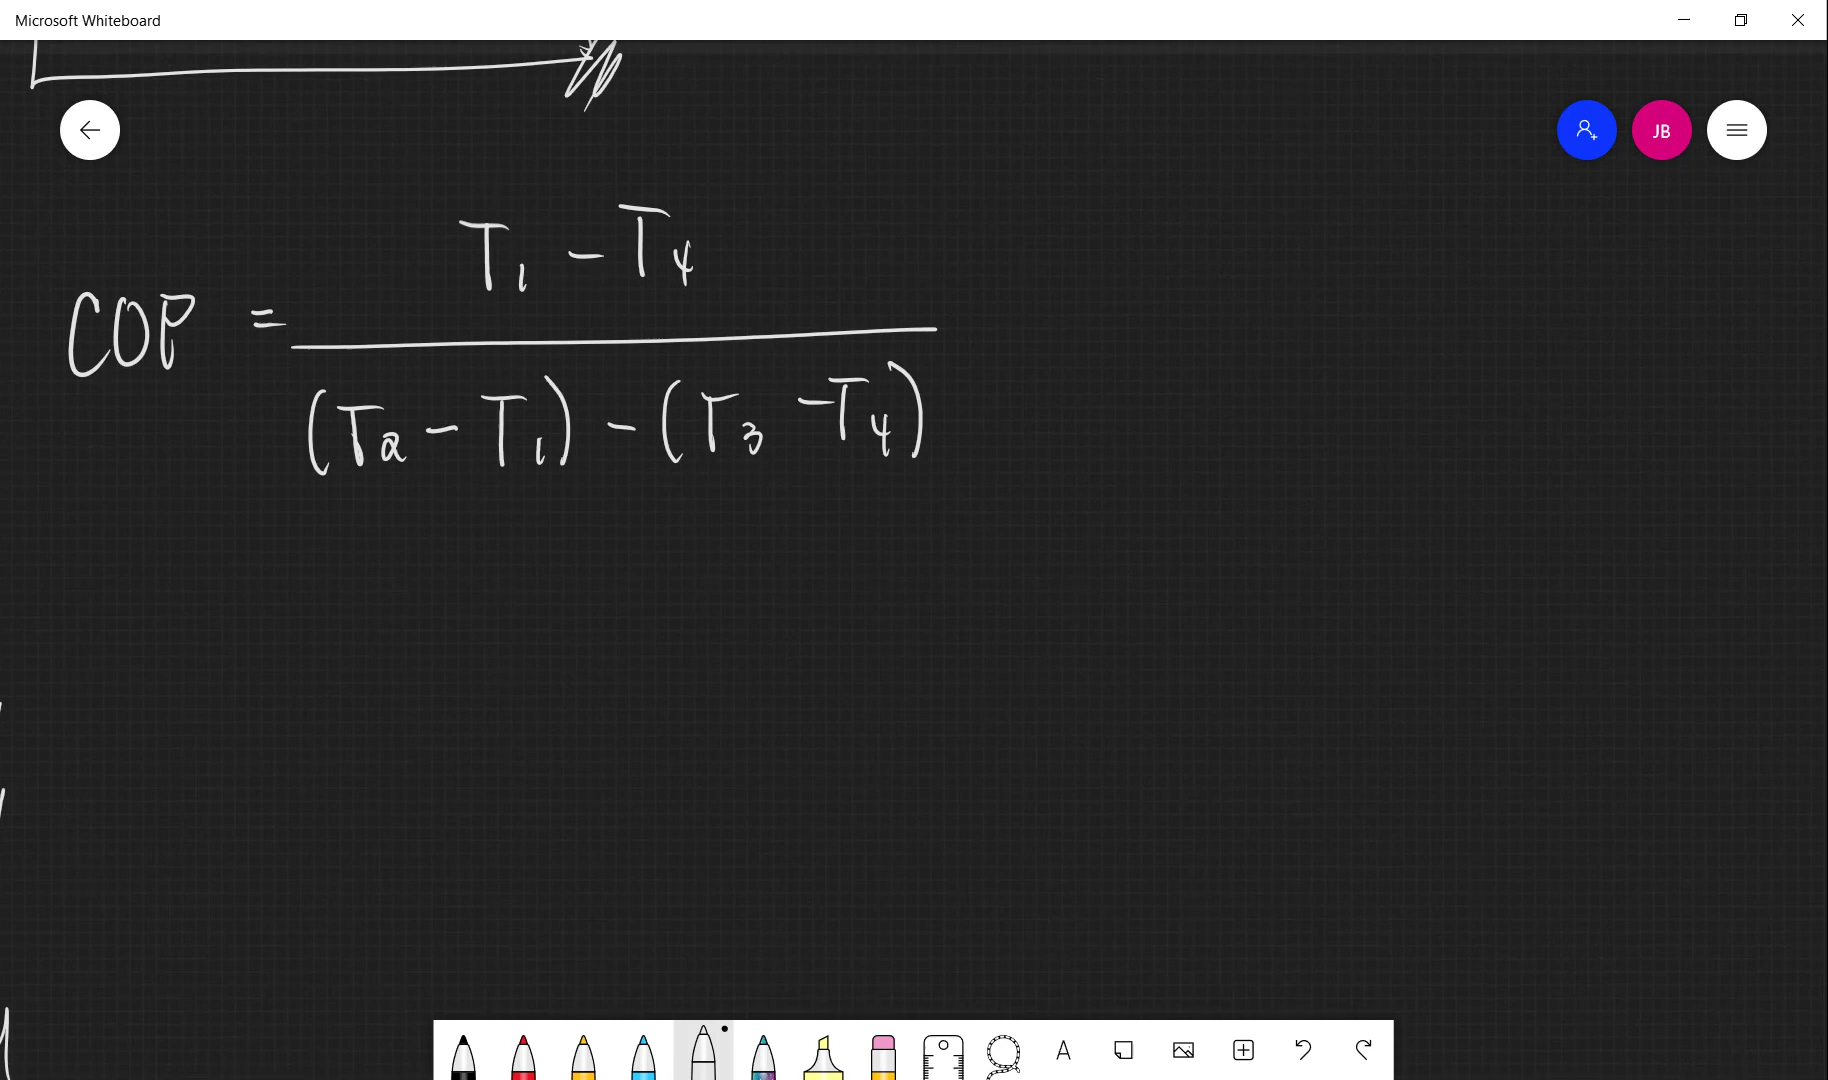 Microsoft Whiteboard
JB
T₁ - T₄
COP =
(T₂ - T₁) - (T₃ - T₄)
A